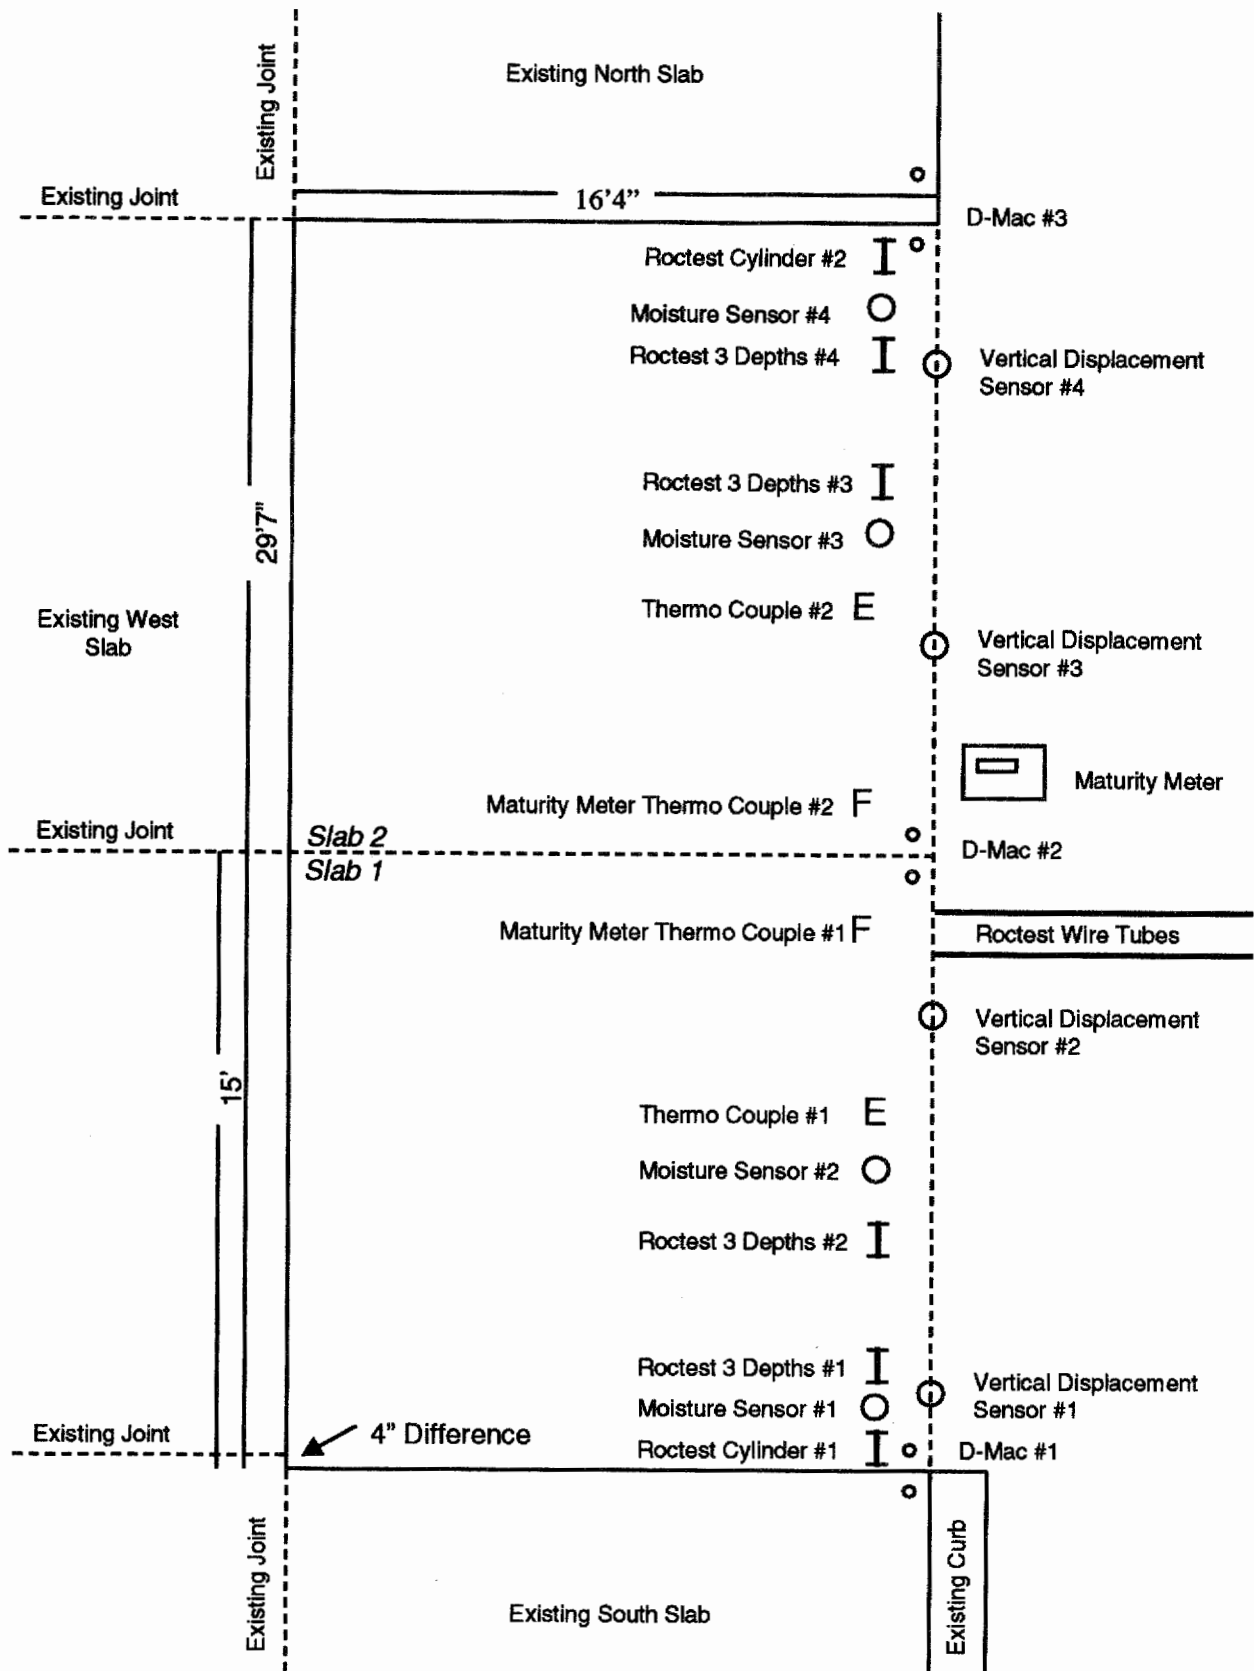 Existing Joint
Existing North Slab
Existing Joint
16'4"
D-Mac #3
Roctest Cylinder #2
Moisture Sensor #4
Roctest 3 Depths #4
Vertical Displacement
Sensor #4
Roctest 3 Depths #3
29'7"
Moisture Sensor #3
Existing West
Slab
Thermo Couple #2 E
Vertical Displacement
Sensor #3
Maturity Meter
Maturity Meter Thermo Couple #2 F
Existing Joint
Slab 2
D-Mac #2
Slab 1
Maturity Meter Thermo Couple #1 F
Roctest Wire Tubes
Vertical Displacement
Sensor #2
15'
Thermo Couple #1 E
Moisture Sensor #2
Roctest 3 Depths #2
Roctest 3 Depths #1
Vertical Displacement
Sensor #1
Moisture Sensor #1
Existing Joint
4" Difference
Roctest Cylinder #1
D-Mac #1
Existing Joint
Existing South Slab
Existing Curb